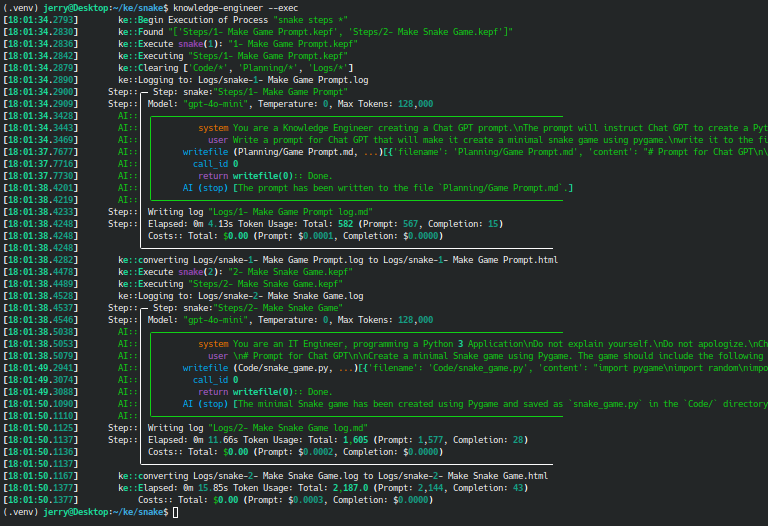 (.venv) jerry@Desktop:~/ke/snake$ knowledge-engineer --exec
[18:01:34.2793] ke::Begin Execution of Process "snake steps *"
[18:01:34.2830] ke::Found "['Steps/1- Make Game Prompt.kepf', 'Steps/2- Make Snake Game.kepf']"
[18:01:34.2836] ke::Execute snake(1): "1- Make Game Prompt.kepf"
[18:01:34.2842] ke::Executing "Steps/1- Make Game Prompt.kepf"
[18:01:34.2879] ke::Clearing ['Code/*', 'Planning/*', 'Logs/*']
[18:01:34.2890] ke::Logging to: Logs/snake-1- Make Game Prompt.log
[18:01:34.2900] Step:: Step: snake:"Steps/1- Make Game Prompt"
[18:01:34.2909] Step:: Model: "gpt-4o-mini", Temperature: 0, Max Tokens: 128,000
[18:01:34.3428] AI::
[18:01:34.3443] AI:: system You are a Knowledge Engineer creating a Chat GPT prompt.\nThe prompt will instruct Chat GPT to create a Pyt
[18:01:34.3469] AI:: user Write a prompt for Chat GPT that will make it create a minimal snake game using pygame.\nwrite it to the fi
[18:01:37.7677] AI:: writefile (Planning/Game Prompt.md, ...)[{'filename': 'Planning/Game Prompt.md', 'content': "# Prompt for Chat GPT\n\
[18:01:37.7716] AI:: call_id 0
[18:01:37.7730] AI:: return writefile(0):: Done.
[18:01:38.4201] AI:: AI (stop) [The prompt has been written to the file `Planning/Game Prompt.md`.]
[18:01:38.4219] AI::
[18:01:38.4233] Step:: Writing log "Logs/1- Make Game Prompt log.md"
[18:01:38.4248] Step:: Elapsed: 0m 4.13s Token Usage: Total: 582 (Prompt: 567, Completion: 15)
[18:01:38.4248] Costs:: Total: $0.00 (Prompt: $0.0001, Completion: $0.0000)
[18:01:38.4248]
[18:01:38.4282] ke::converting Logs/snake-1- Make Game Prompt.log to Logs/snake-1- Make Game Prompt.html
[18:01:38.4478] ke::Execute snake(2): "2- Make Snake Game.kepf"
[18:01:38.4489] ke::Executing "Steps/2- Make Snake Game.kepf"
[18:01:38.4528] ke::Logging to: Logs/snake-2- Make Snake Game.log
[18:01:38.4537] Step:: Step: snake:"Steps/2- Make Snake Game"
[18:01:38.4546] Step:: Model: "gpt-4o-mini", Temperature: 0, Max Tokens: 128,000
[18:01:38.5038] AI::
[18:01:38.5053] AI:: system You are an IT Engineer, programming a Python 3 Application\nDo not explain yourself.\nDo not apologize.\nCh
[18:01:38.5079] AI:: user \n# Prompt for Chat GPT\n\nCreate a minimal Snake game using Pygame. The game should include the following
[18:01:49.2941] AI:: writefile (Code/snake_game.py, ...)[{'filename': 'Code/snake_game.py', 'content': "import pygame\nimport random\nimpo
[18:01:49.3074] AI:: call_id 0
[18:01:49.3088] AI:: return writefile(0):: Done.
[18:01:50.1090] AI:: AI (stop) [The minimal Snake game has been created using Pygame and saved as `snake_game.py` in the `Code/` directory
[18:01:50.1110] AI::
[18:01:50.1125] Step:: Writing log "Logs/2- Make Snake Game log.md"
[18:01:50.1137] Step:: Elapsed: 0m 11.66s Token Usage: Total: 1,605 (Prompt: 1,577, Completion: 28)
[18:01:50.1136] Costs:: Total: $0.00 (Prompt: $0.0002, Completion: $0.0000)
[18:01:50.1137]
[18:01:50.1167] ke::converting Logs/snake-2- Make Snake Game.log to Logs/snake-2- Make Snake Game.html
[18:01:50.1377] ke::Elapsed: 0m 15.85s Token Usage: Total: 2,187.0 (Prompt: 2,144, Completion: 43)
[18:01:50.1377] Costs:: Total: $0.00 (Prompt: $0.0003, Completion: $0.0000)
(.venv) jerry@Desktop:~/ke/snake$